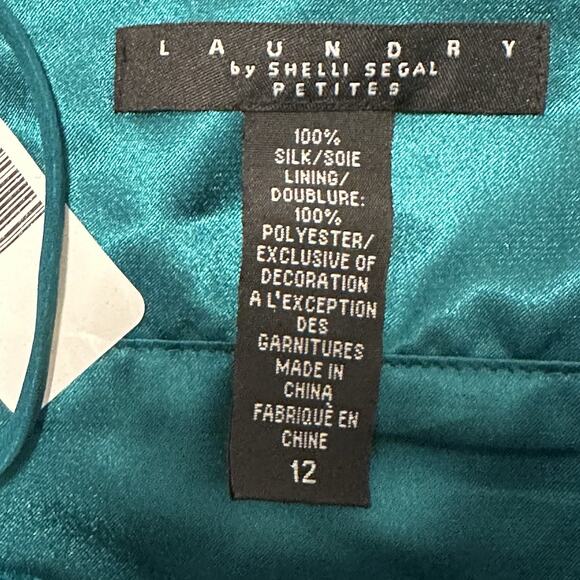 LAUNDRY
by SHELLI SEGAL
PETITES
100%
SILK/SOIE
LINING/
DOUBLURE:
100%
POLYESTER/
EXCLUSIVE OF
DECORATION
A L'EXCEPTION
DES
GARNITURES
MADE IN
CHINA
FABRIQUÈ EN
CHINE
12